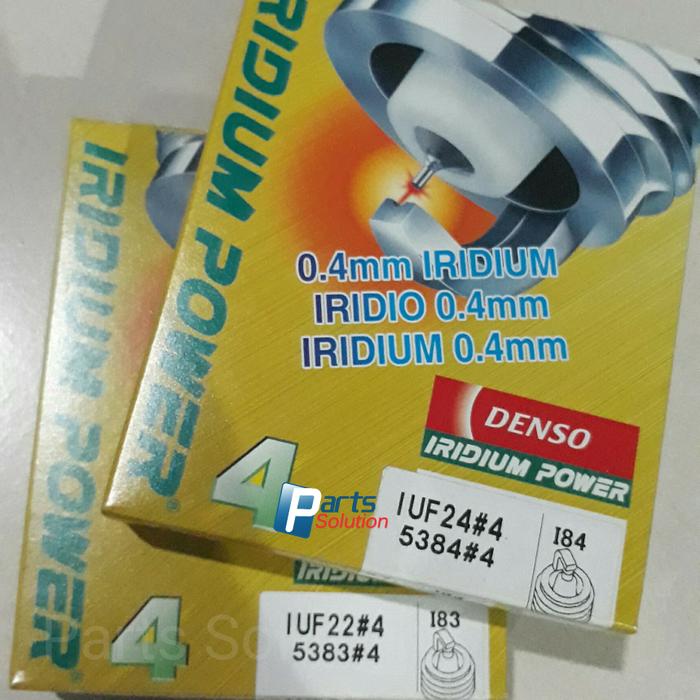 IRIDIUM POWER®
0.4mm IRIDIUM
IRIDIO 0.4mm
IRIDIUM 0.4mm
DENSO
IRIDIUM POWER
4
Parts
Solution
IUF24#4
5384#4
I84
IRIDIUM POWER®
4
IUF22#4
5383#4
I83